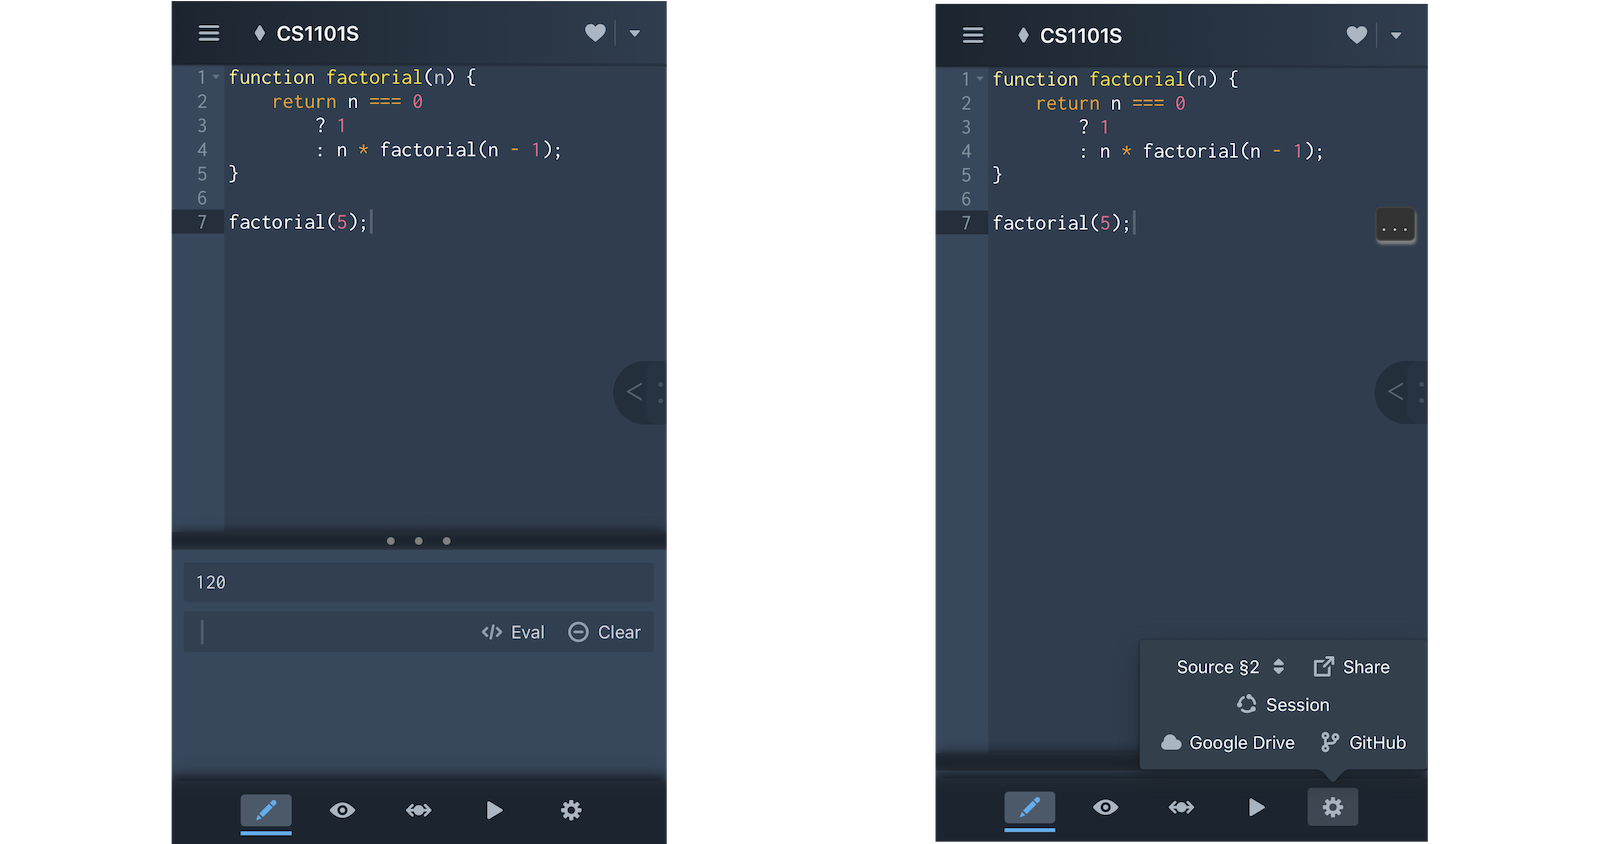 CS1101S
1 function factorial(n) {
2 return n === 0
3 ? 1
4 : n * factorial(n - 1);
5 }
6
7 factorial(5);
120
</> Eval Clear
CS1101S
1 function factorial(n) {
2 return n === 0
3 ? 1
4 : n * factorial(n - 1);
5 }
6
7 factorial(5);
...
Source §2 Share
Session
Google Drive GitHub